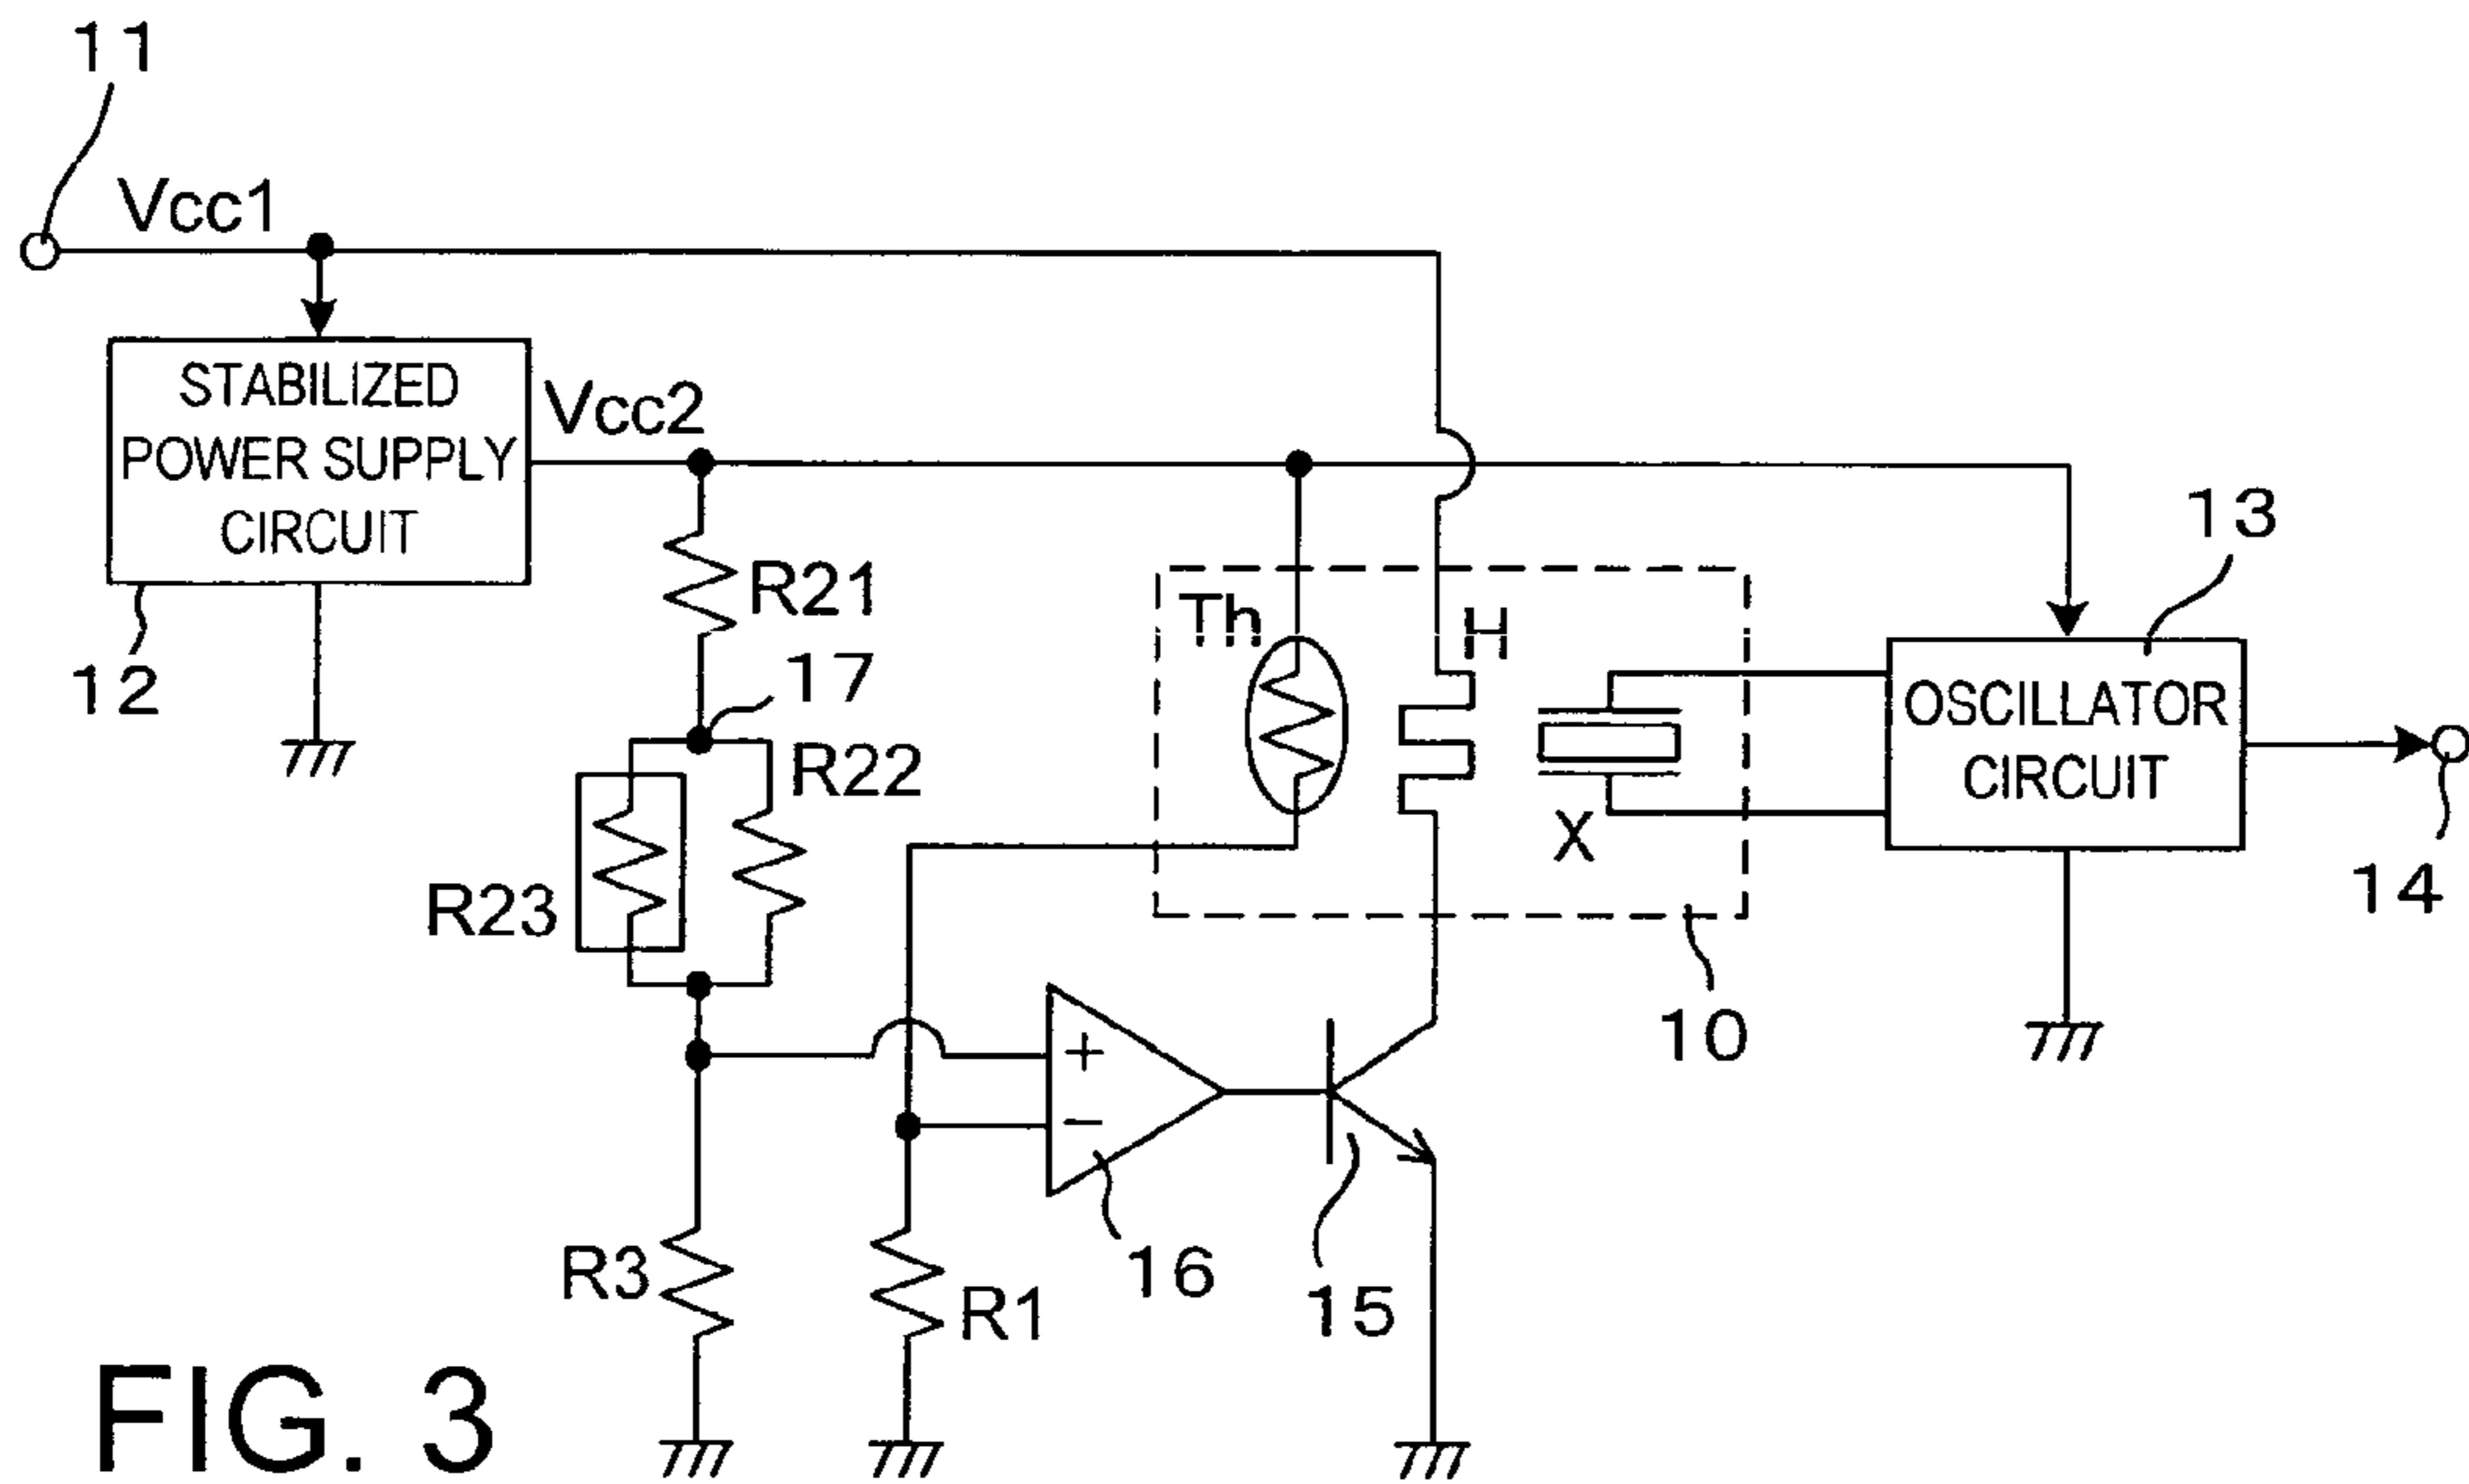 11
Vcc1
STABILIZED
POWER SUPPLY
CIRCUIT
Vcc2
12
R21
17
R22
R23
Th
H
X
13
OSCILLATOR
CIRCUIT
14
10
+
−
16
15
R3
R1
FIG. 3